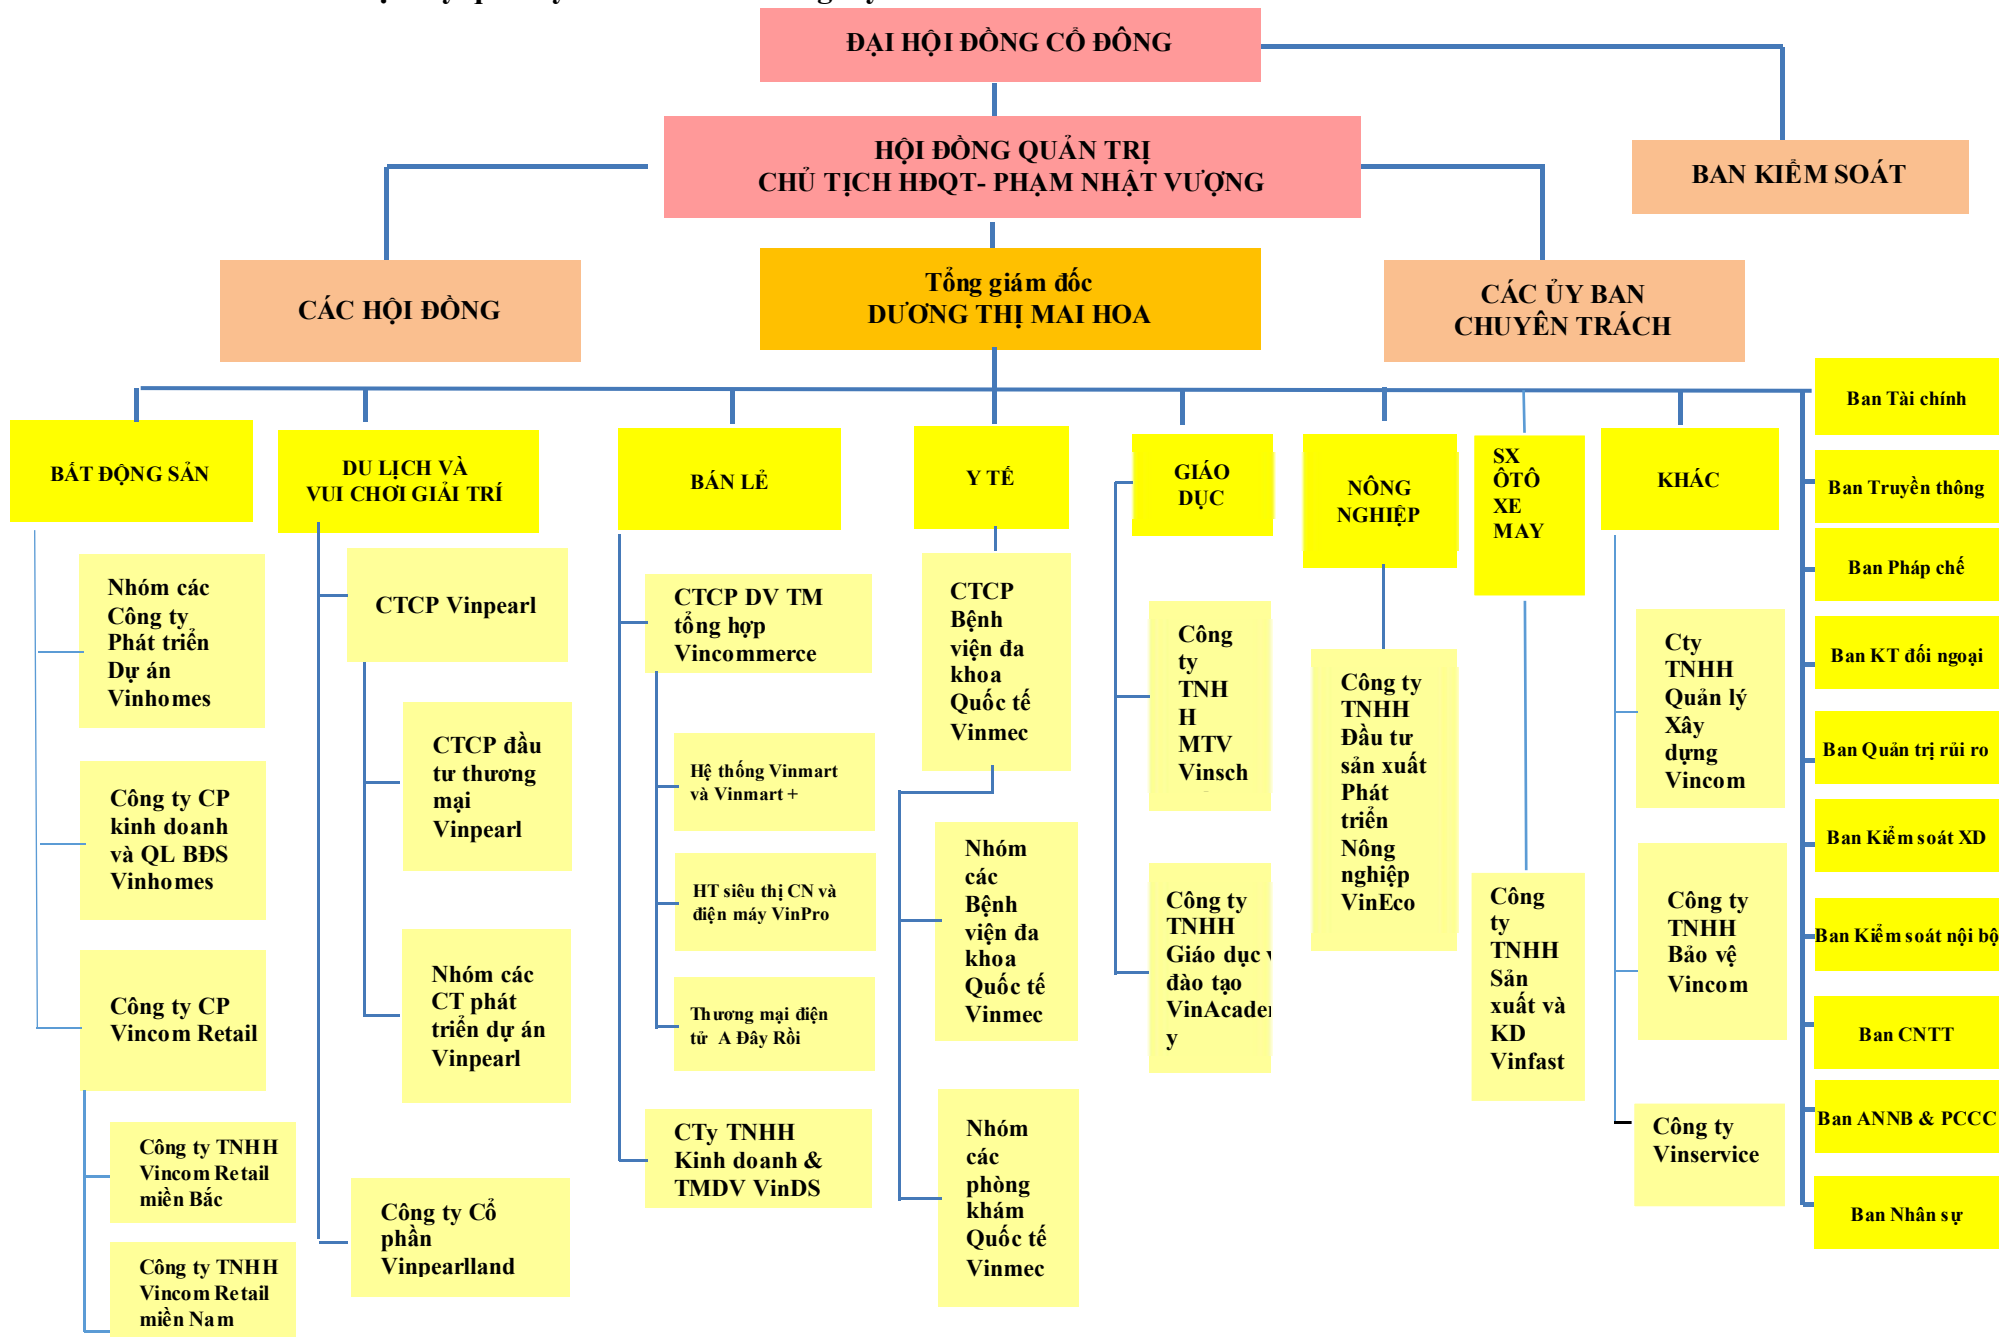 ĐẠI HỘI ĐỒNG CỔ ĐÔNG
HỘI ĐỒNG QUẢN TRỊ
CHỦ TỊCH HĐQT- PHẠM NHẬT VƯỢNG
BAN KIỂM SOÁT
CÁC HỘI ĐỒNG
Tổng giám đốc
DƯƠNG THỊ MAI HOA
CÁC ỦY BAN
CHUYÊN TRÁCH
BẤT ĐỘNG SẢN
DU LỊCH VÀ
VUI CHƠI GIẢI TRÍ
BÁN LẺ
Y TẾ
GIÁO
DỤC
NÔNG
NGHIỆP
SX
ÔTÔ
XE
MAY
KHÁC
Nhóm các
Công ty
Phát triển
Dự án
Vinhomes
Công ty CP
kinh doanh
và QL BĐS
Vinhomes
Công ty CP
Vincom Retail
Công ty TNHH
Vincom Retail
miền Bắc
Công ty TNHH
Vincom Retail
miền Nam
CTCP Vinpearl
CTCP đầu
tư thương
mại
Vinpearl
Nhóm các
CT phát
triển dự án
Vinpearl
Công ty Cổ
phần
Vinpearlland
CTCP DV TM
tổng hợp
Vincommerce
Hệ thống Vinmart
và Vinmart +
HT siêu thị CN và
điện máy VinPro
Thương mại điện
tử A Đây Rồi
CTy TNHH
Kinh doanh &
TMDV VinDS
CTCP
Bệnh
viện đa
khoa
Quốc tế
Vinmec
Nhóm
các
Bệnh
viện đa
khoa
Quốc tế
Vinmec
Nhóm
các
phòng
khám
Quốc tế
Vinmec
Công
ty
TNH
H
MTV
Vinsch
Công ty
TNHH
Giáo dục
đào tạo
VinAcadem
y
Công ty
TNHH
Đầu tư
sản xuất
Phát
triển
Nông
nghiệp
VinEco
Công
ty
TNHH
Sản
xuất và
KD
Vinfast
Cty
TNHH
Quản lý
Xây
dựng
Vincom
Công ty
TNHH
Bảo vệ
Vincom
Công ty
Vinservice
Ban Tài chính
Ban Truyền thông
Ban Pháp chế
Ban KT đối ngoại
Ban Quản trị rủi ro
Ban Kiểm soát XD
Ban Kiểm soát nội bộ
Ban CNTT
Ban ANNB & PCCC
Ban Nhân sự